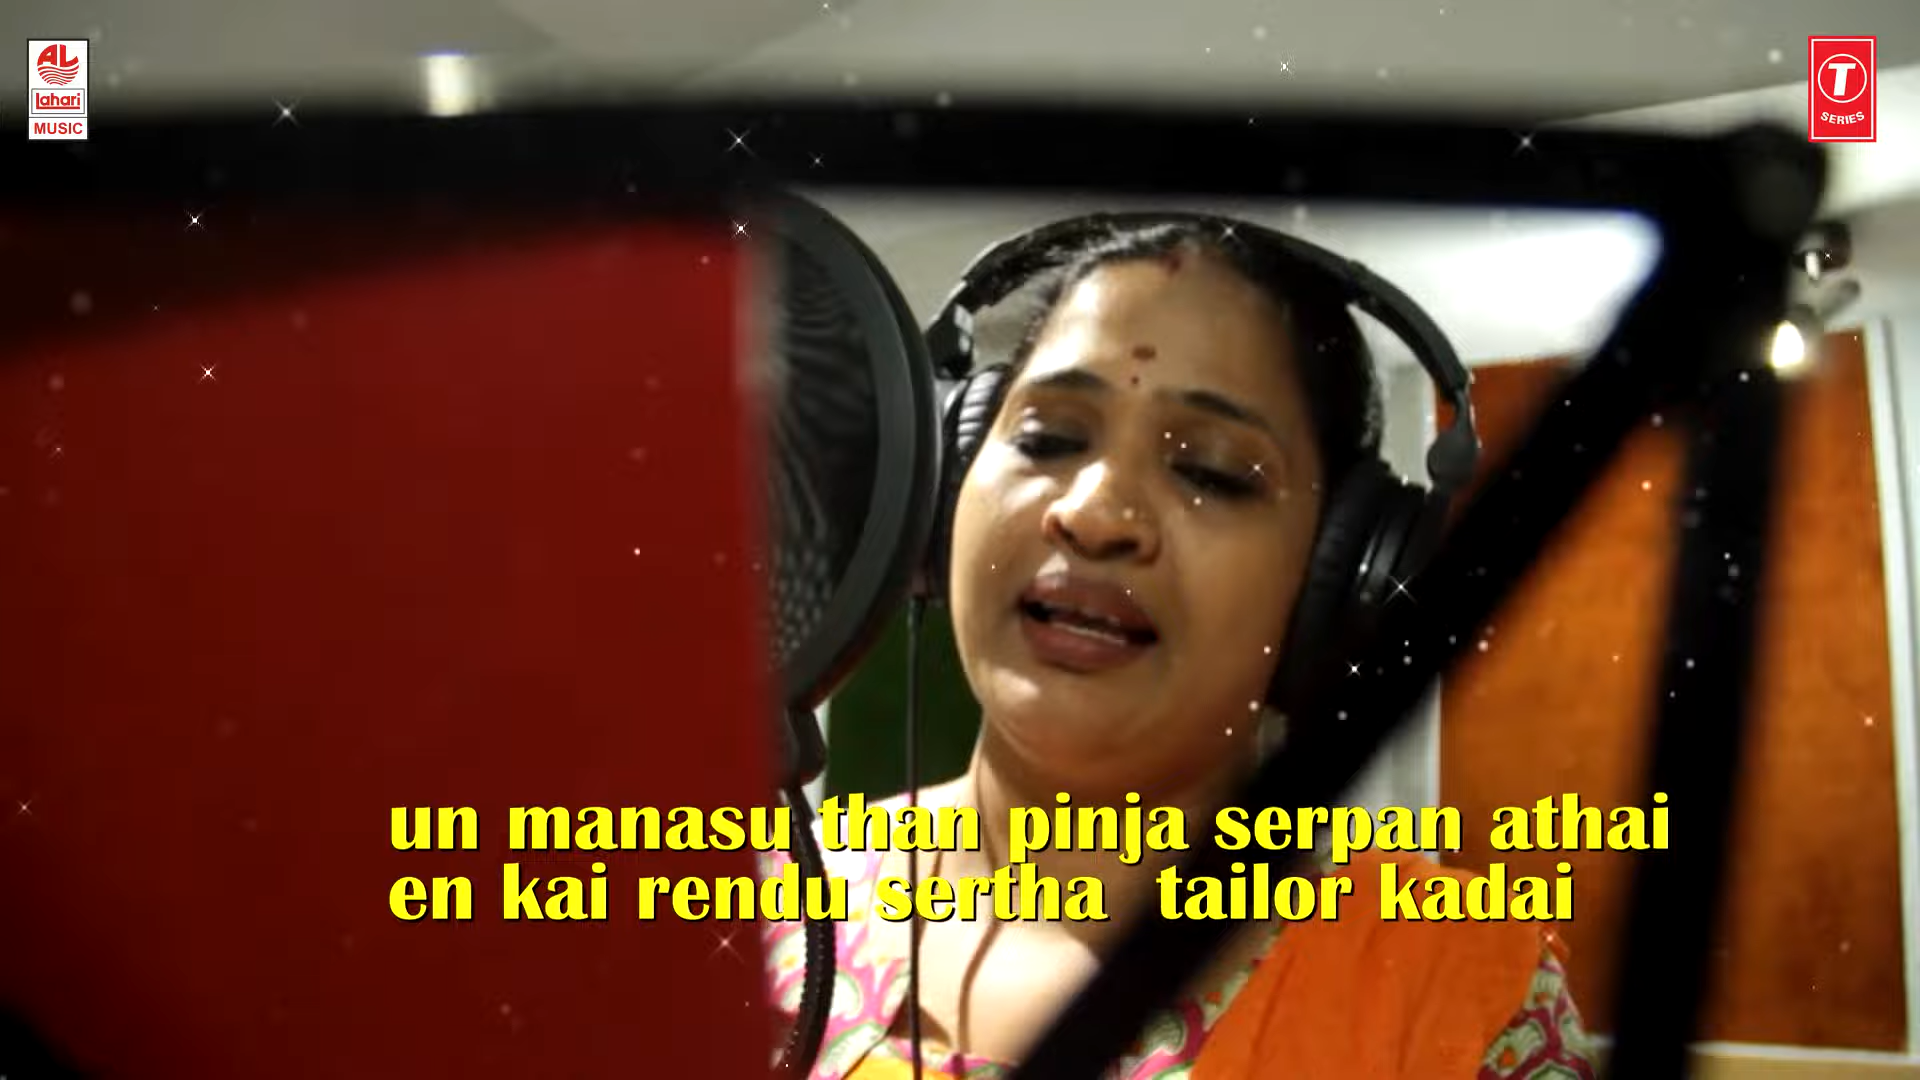 AL
lahari
MUSIC
T
SERIES
un manasu than pinja serpan athai
en kai rendu sertha tailor kadai